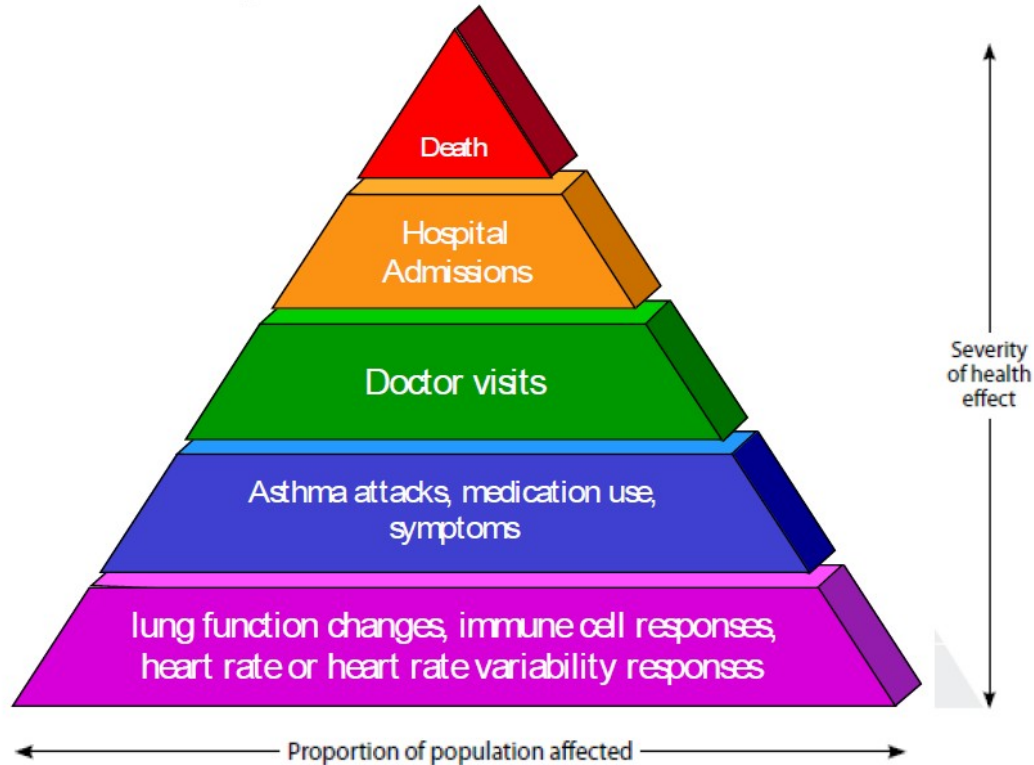 Death
Hospital
Admissions
Doctor visits
Asthma attacks, medication use,
symptoms
lung function changes, immune cell responses,
heart rate or heart rate variability responses
Severity
of health
effect
Proportion of population affected